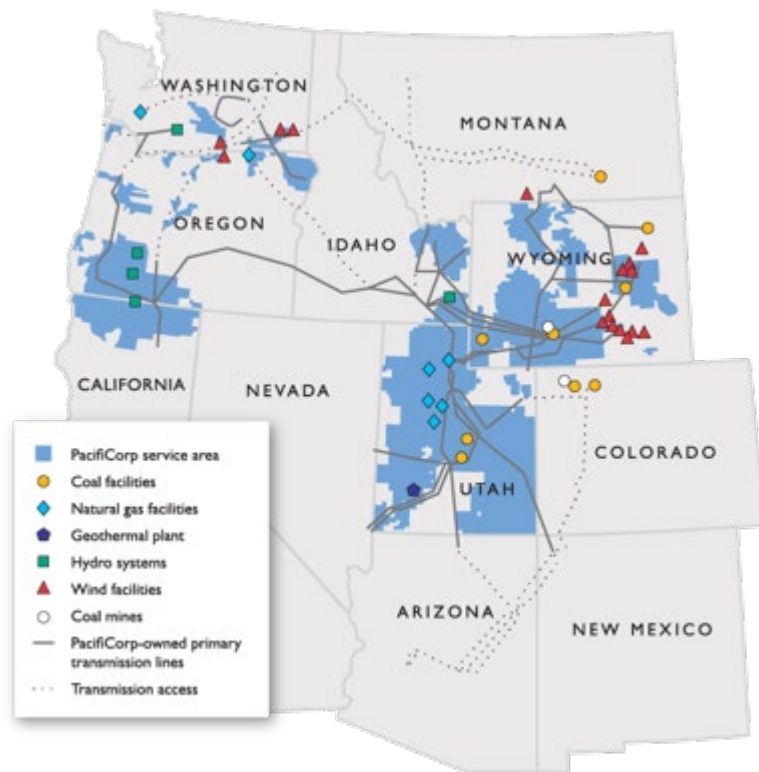 WASHINGTON
MONTANA
OREGON
IDAHO
WYOMING
CALIFORNIA
NEVADA
UTAH
COLORADO
ARIZONA
NEW MEXICO
PacifiCorp service area
Coal facilities
Natural gas facilities
Geothermal plant
Hydro systems
Wind facilities
Coal mines
PacifiCorp-owned primary
transmission lines
Transmission access